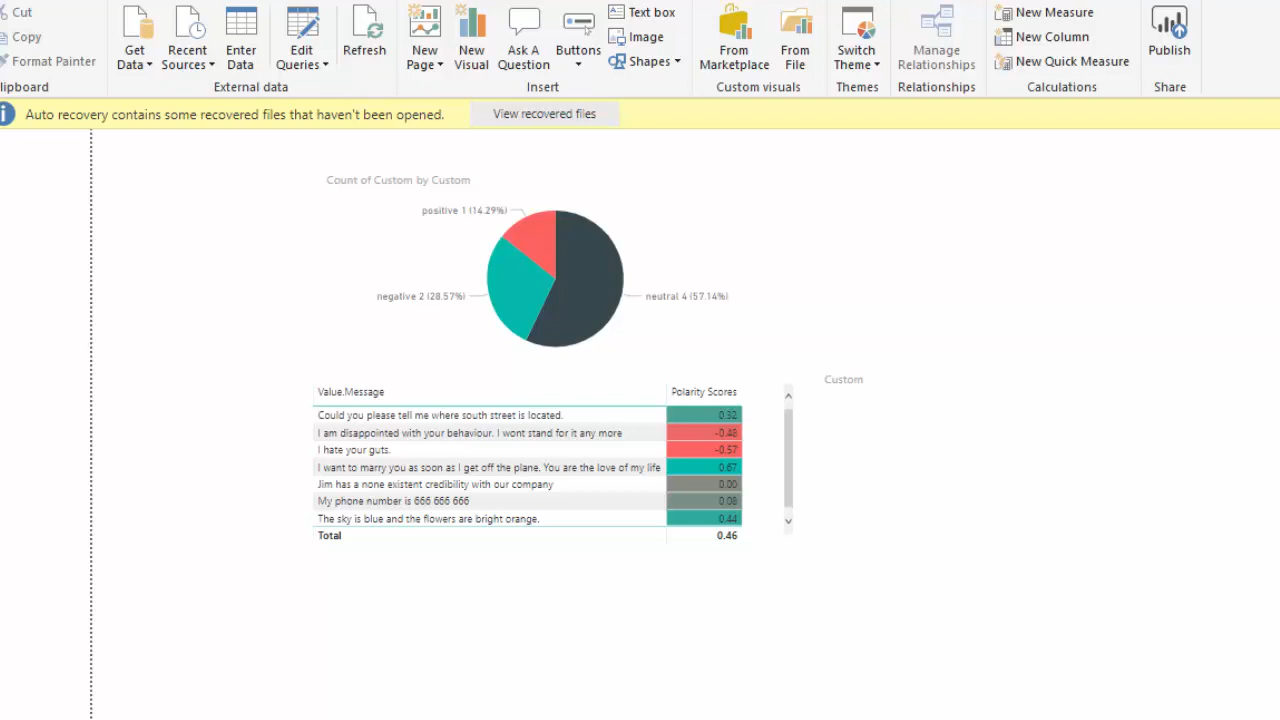 Cut
Copy
Format Painter
lipboard
Get Data
Recent Sources
Enter Data
Edit Queries
Refresh
External data
New Page
New Visual
Ask A Question
Buttons
Text box
Image
Shapes
Insert
From Marketplace
From File
Custom visuals
Switch Theme
Themes
Manage Relationships
Relationships
New Measure
New Column
New Quick Measure
Calculations
Publish
Share
Auto recovery contains some recovered files that haven't been opened. View recovered files
Count of Custom by Custom
positive 1 (14.29%)
negative 2 (28.57%)
neutral 4 (57.14%)
Custom
Value.Message Polarity Scores
Could you please tell me where south street is located. 0.32
I am disappointed with your behaviour. I wont stand for it any more -0.48
I hate your guts. -0.57
I want to marry you as soon as I get off the plane. You are the love of my life 0.67
Jim has a none existent credibility with our company 0.00
My phone number is 666 666 666 0.08
The sky is blue and the flowers are bright orange. 0.44
Total 0.46